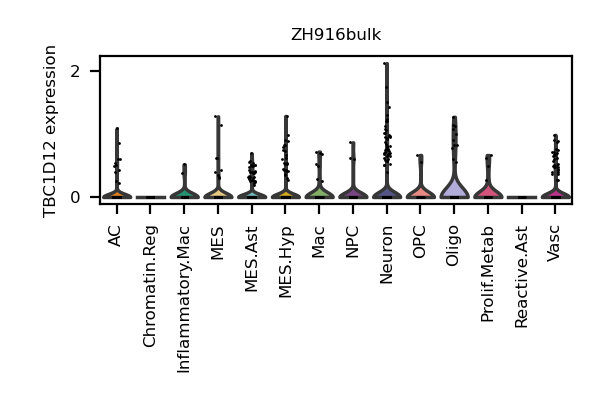 ZH916bulk
TBC1D12 expression
2
0
AC
Chromatin.Reg
Inflammatory.Mac
MES
MES.Ast
MES.Hyp
Mac
NPC
Neuron
OPC
Oligo
Prolif.Metab
Reactive.Ast
Vasc